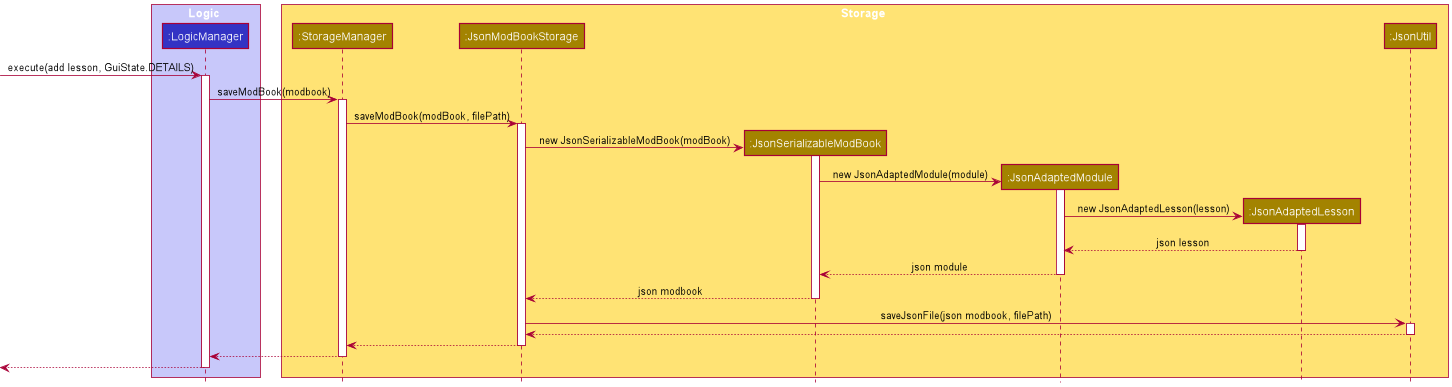 Logic
Storage
:LogicManager
:StorageManager
:JsonModBookStorage
:JsonUtil
execute(add lesson, GuiState.DETAILS)
saveModBook(modbook)
saveModBook(modBook, filePath)
new JsonSerializableModBook(modBook)
:JsonSerializableModBook
new JsonAdaptedModule(module)
:JsonAdaptedModule
new JsonAdaptedLesson(lesson)
:JsonAdaptedLesson
json lesson
json module
json modbook
saveJsonFile(json modbook, filePath)